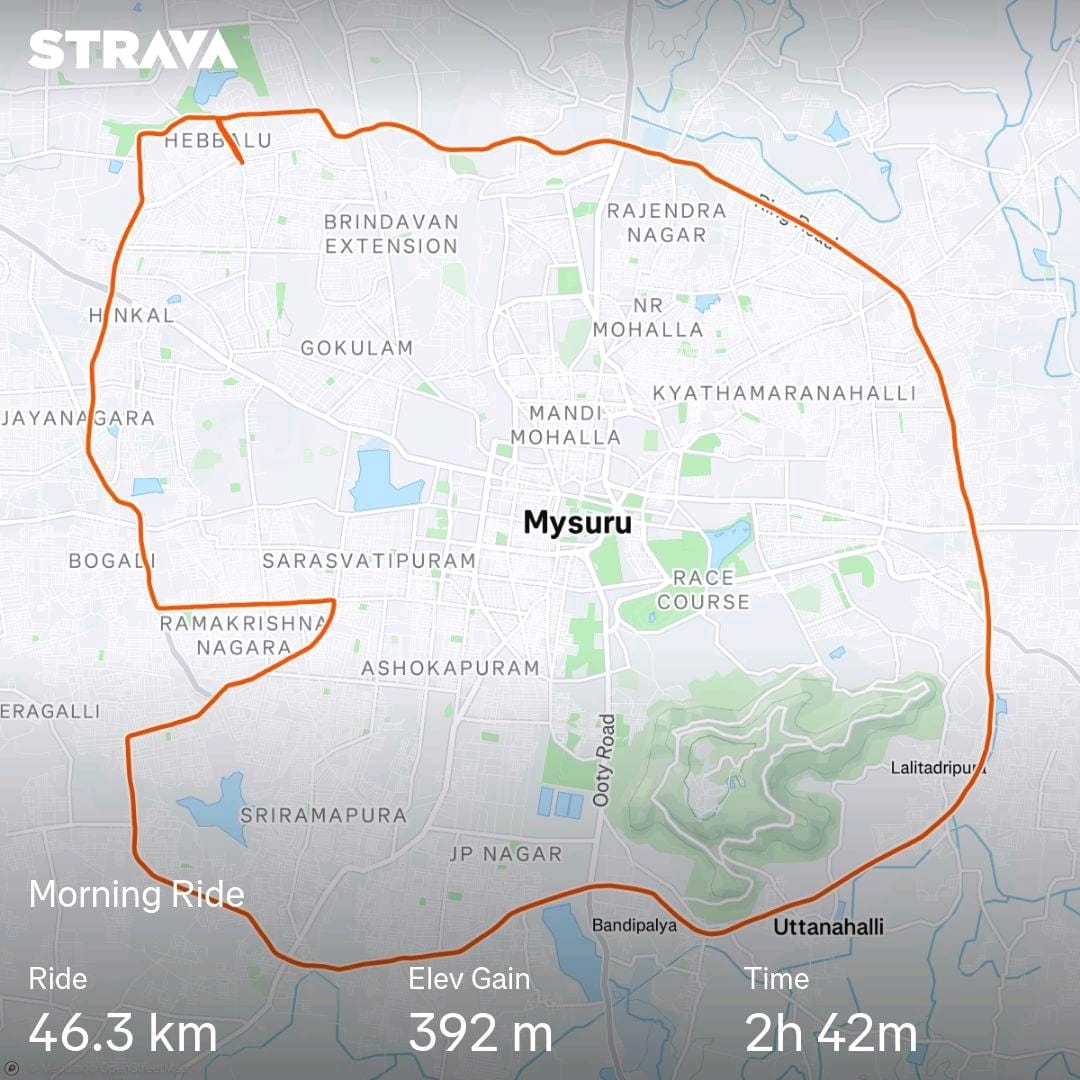 STRAVA
HEBBALU
BRINDAVAN
EXTENSION
RAJENDRA
NAGAR
Ring Road
HINKAL
NR
MOHALLA
GOKULAM
KYATHAMARANAHALLI
JAYANAGARA
MANDI
MOHALLA
Mysuru
BOGADI
SARASVATIPURAM
RACE
COURSE
RAMAKRISHNA
NAGARA
ASHOKAPURAM
ERAGALLI
Ooty Road
Lalitadripura
SRIRAMAPURA
JP NAGAR
Morning Ride
Bandipalya
Uttanahalli
Ride
Elev Gain
Time
46.3 km
392 m
2h 42m
© Mapbox © OpenStreetMap